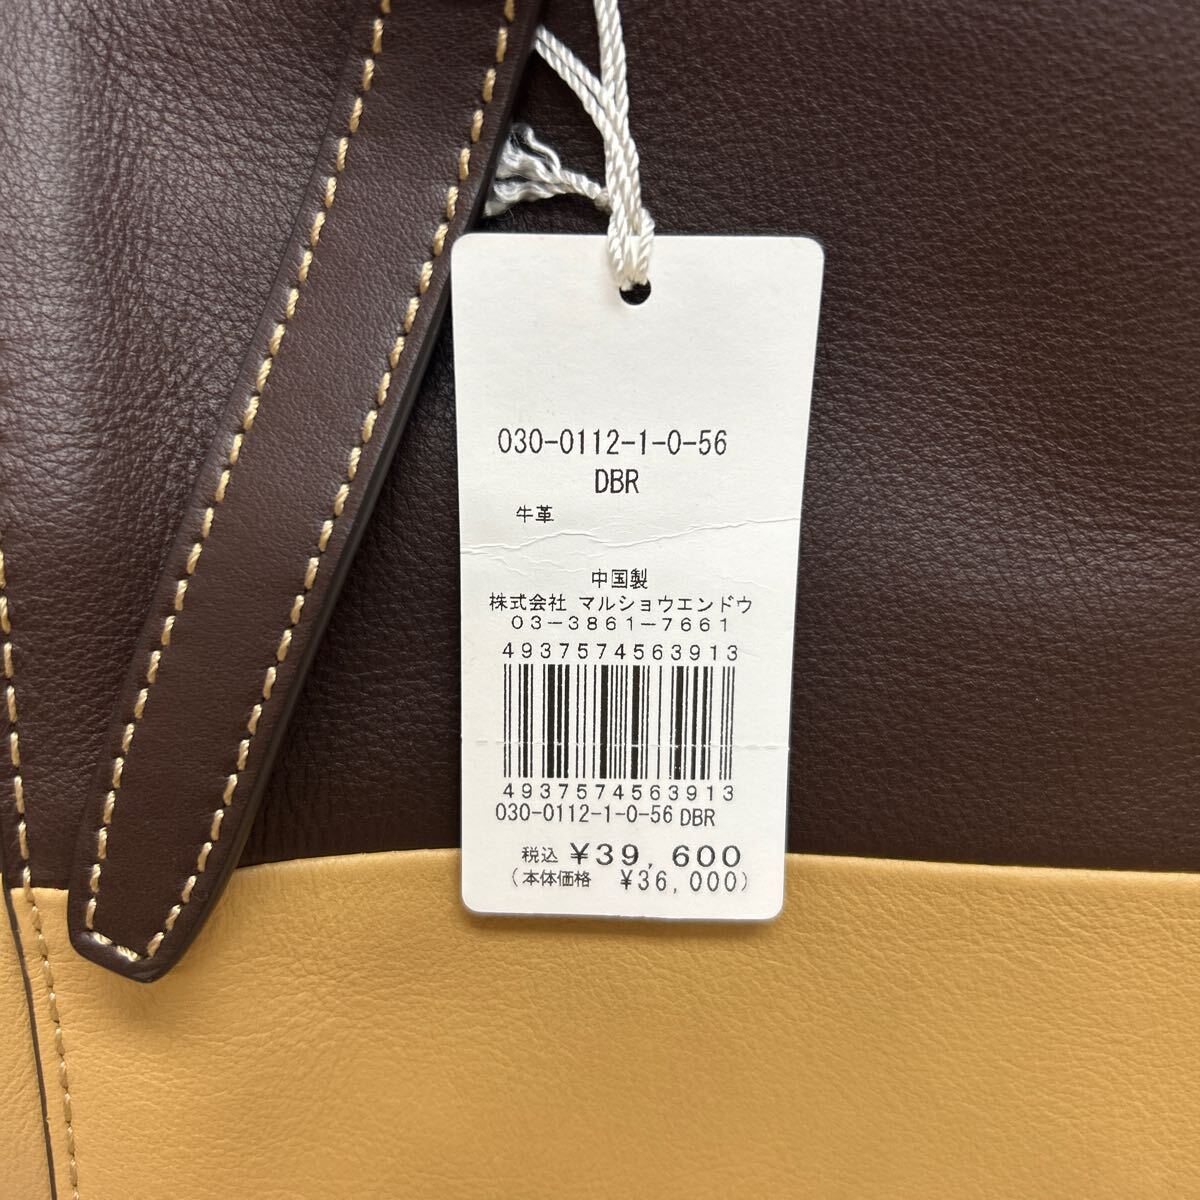 030-0112-1-0-56
DBR
牛革
中国製
株式会社 マルショウエンドウ
03-3861-7661
4937574563913
4937574563913
030-0112-1-0-56 DBR
税込 ¥39,600
(本体価格 ¥36,000)